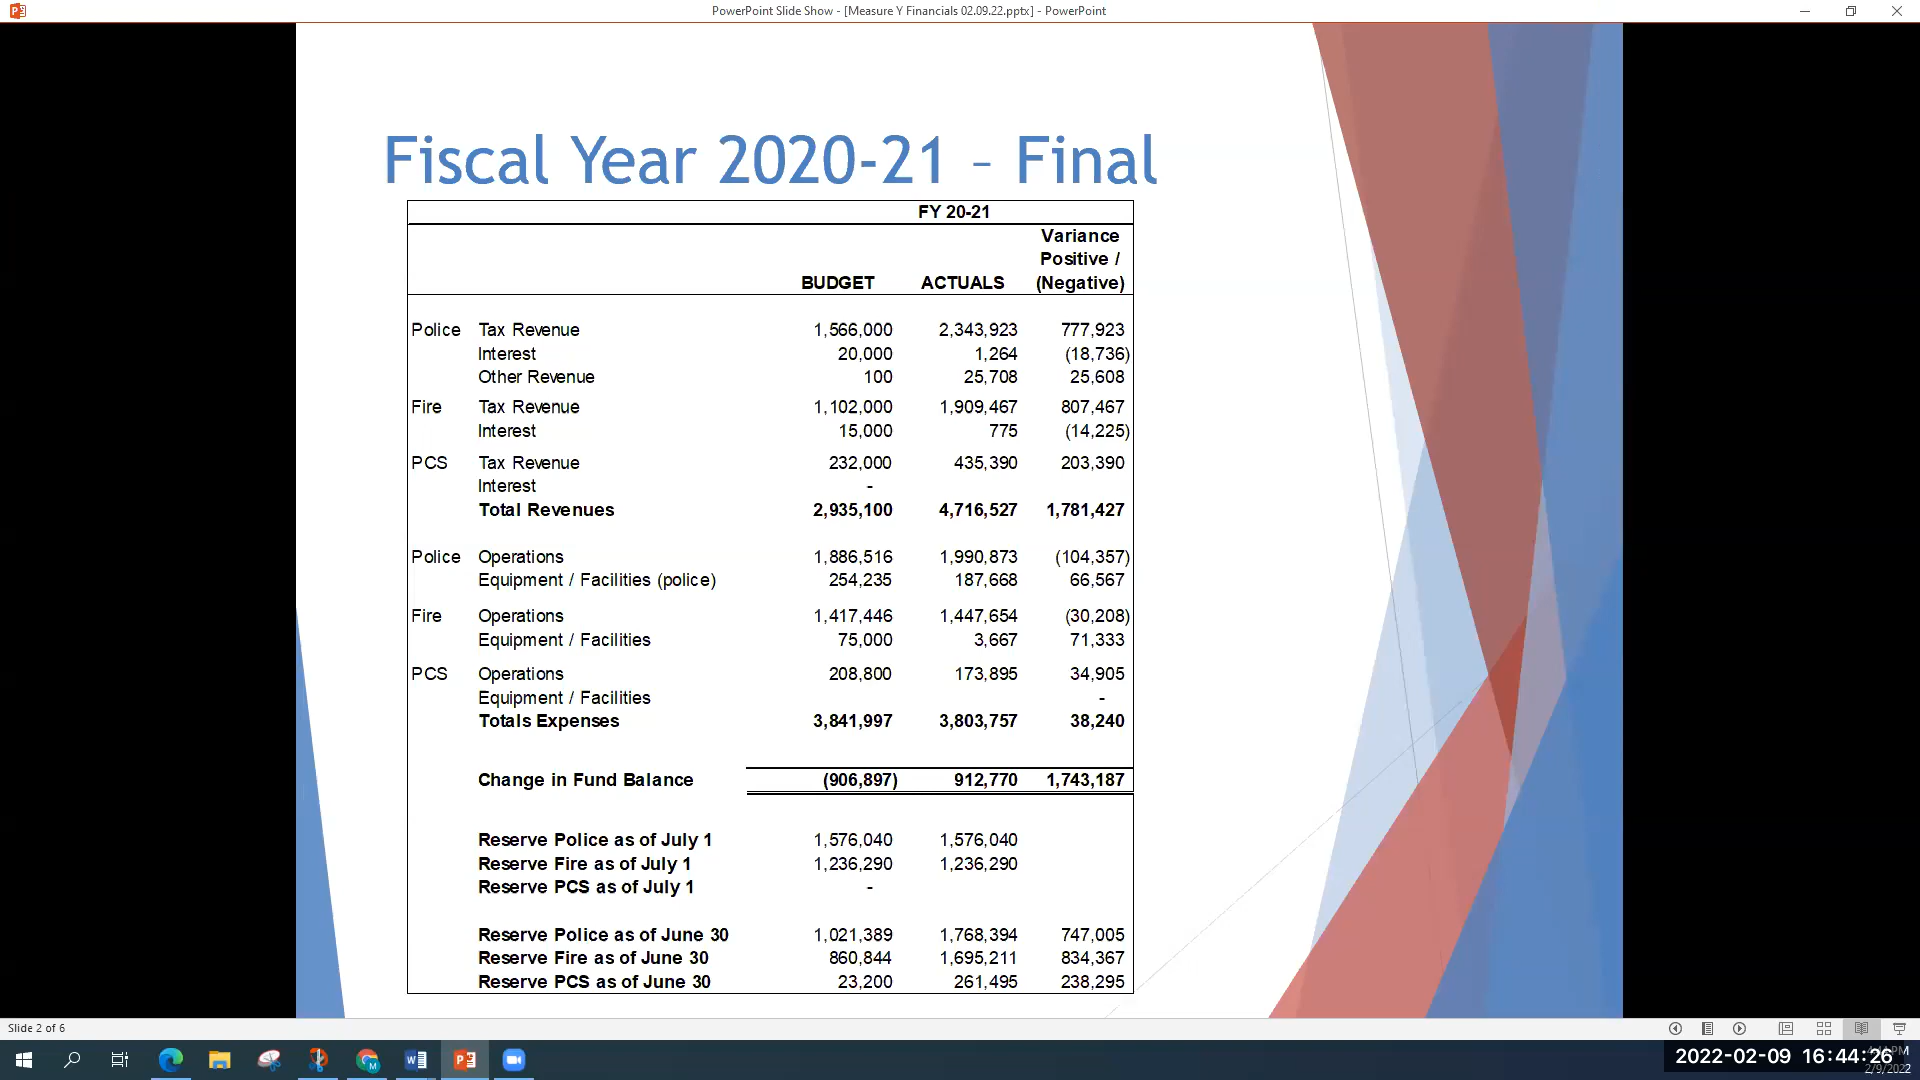 PowerPoint Slide Show - [Measure Y Financials 02.09.22.pptx] - PowerPoint
Fiscal Year 2020-21 – Final
FY 20-21
Variance
Positive /
BUDGET ACTUALS (Negative)
Police Tax Revenue 1,566,000 2,343,923 777,923
Interest 20,000 1,264 (18,736)
Other Revenue 100 25,708 25,608
Fire Tax Revenue 1,102,000 1,909,467 807,467
Interest 15,000 775 (14,225)
PCS Tax Revenue 232,000 435,390 203,390
Interest -
Total Revenues 2,935,100 4,716,527 1,781,427
Police Operations 1,886,516 1,990,873 (104,357)
Equipment / Facilities (police) 254,235 187,668 66,567
Fire Operations 1,417,446 1,447,654 (30,208)
Equipment / Facilities 75,000 3,667 71,333
PCS Operations 208,800 173,895 34,905
Equipment / Facilities -
Totals Expenses 3,841,997 3,803,757 38,240
Change in Fund Balance (906,897) 912,770 1,743,187
Reserve Police as of July 1 1,576,040 1,576,040
Reserve Fire as of July 1 1,236,290 1,236,290
Reserve PCS as of July 1 -
Reserve Police as of June 30 1,021,389 1,768,394 747,005
Reserve Fire as of June 30 860,844 1,695,211 834,367
Reserve PCS as of June 30 23,200 261,495 238,295
Slide 2 of 6
2022-02-09 16:44:26